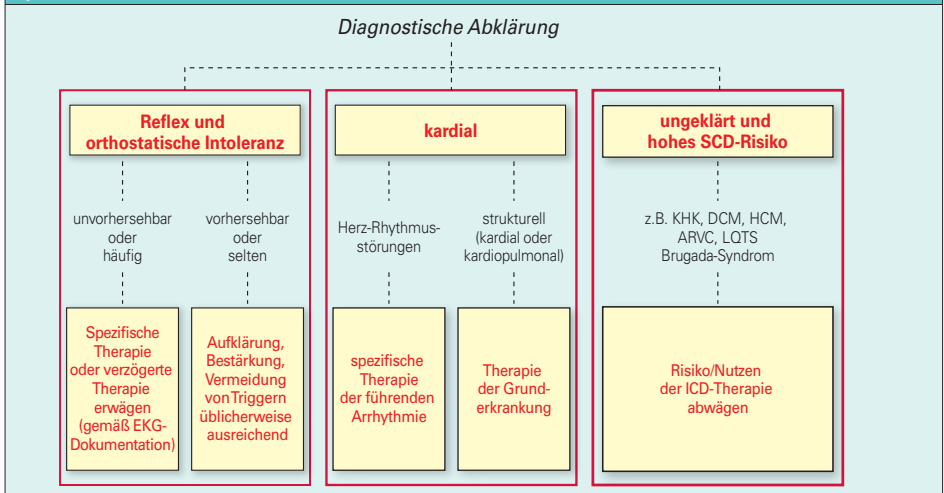 Diagnostische Abklärung
Reflex und
orthostatische Intoleranz
kardial
ungeklärt und
hohes SCD-Risiko
unvorhersehbar
oder
häufig
vorhersehbar
oder
selten
Herz-Rhythmus-
störungen
strukturell
(kardial oder
kardiopulmonal)
z.B. KHK, DCM, HCM,
ARVC, LQTS
Brugada-Syndrom
Spezifische
Therapie
oder verzögerte
Therapie
erwägen
(gemäß EKG-
Dokumentation)
Aufklärung,
Bestärkung,
Vermeidung
von Triggern
üblicherweise
ausreichend
spezifische
Therapie
der führenden
Arrhythmie
Therapie
der Grund-
erkrankung
Risiko/Nutzen
der ICD-Therapie
abwägen